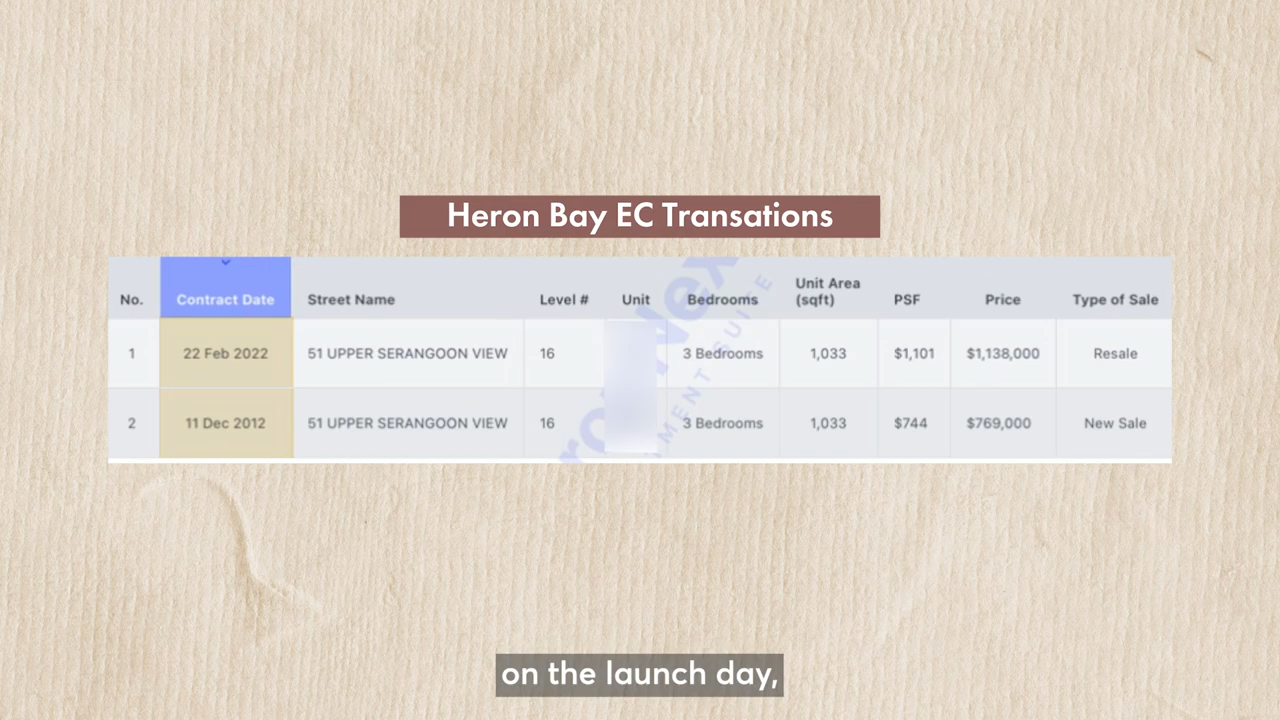 Heron Bay EC Transations
No. Contract Date Street Name Level # Unit Bedrooms Unit Area (sqft) PSF Price Type of Sale
1 22 Feb 2022 51 UPPER SERANGOON VIEW 16 3 Bedrooms 1,033 $1,101 $1,138,000 Resale
2 11 Dec 2012 51 UPPER SERANGOON VIEW 16 3 Bedrooms 1,033 $744 $769,000 New Sale
on the launch day,